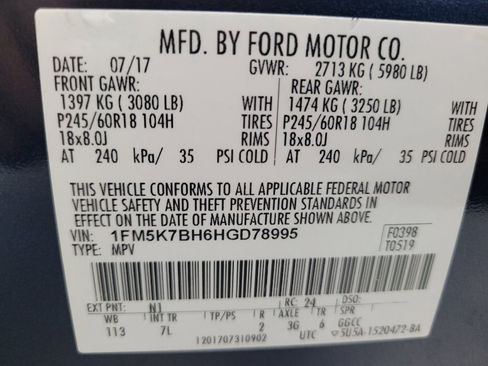 MFD. BY FORD MOTOR CO.
DATE: 07/17 GVWR: 2713 KG ( 5980 LB)
FRONT GAWR: REAR GAWR:
1397 KG ( 3080 LB) WITH 1474 KG ( 3250 LB) WITH
P245/60R18 104H TIRES P245/60R18 104H TIRES
18x8.0J RIMS 18x8.0J RIMS
AT 240 kPa/ 35 PSI COLD AT 240 kPa/ 35 PSI COLD
THIS VEHICLE CONFORMS TO ALL APPLICABLE FEDERAL MOTOR
VEHICLE SAFETY AND THEFT PREVENTION STANDARDS IN
EFFECT ON THE DATE OF MANUFACTURE SHOWN ABOVE.
VIN: 1FM5K7BH6HGD78995 F0398
TYPE: MPV T0519
EXT PNT: N1 RC: 24 DSO:
WB INT TR TP/PS R AXLE TR SPR
113 7L 2 3G 6 GGCC
1201707310902 UTC 5U5A-1520472-BA